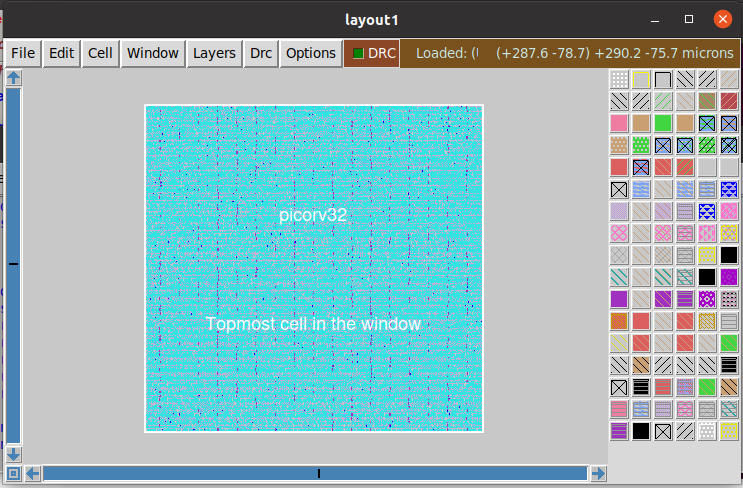 layout1
File Edit Cell Window Layers Drc Options DRC Loaded: ( (+287.6 -78.7) +290.2 -75.7 microns
picorv32
Topmost cell in the window